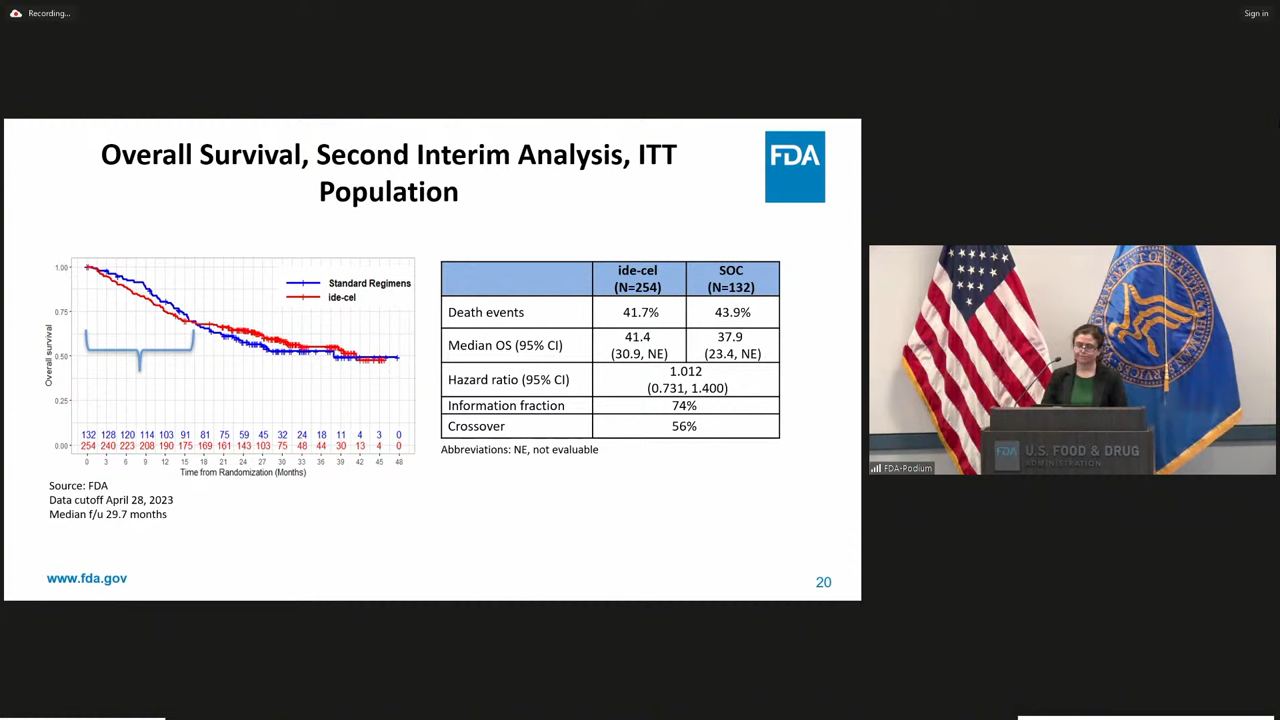 Recording...
Sign in
Overall Survival, Second Interim Analysis, ITT
Population
FDA
1.00
0.75
0.50
0.25
0.00
Overall survival
Standard Regimens
ide-cel
132 128 120 114 103 91 81 75 59 45 32 24 18 11 4 3 0
254 240 223 208 190 175 169 161 143 103 75 48 44 30 13 4 0
0 3 6 9 12 15 18 21 24 27 30 33 36 39 42 45 48
Time from Randomization (Months)
ide-cel SOC
(N=254) (N=132)
Death events 41.7% 43.9%
Median OS (95% CI) 41.4 37.9
(30.9, NE) (23.4, NE)
Hazard ratio (95% CI) 1.012
(0.731, 1.400)
Information fraction 74%
Crossover 56%
Abbreviations: NE, not evaluable
Source: FDA
Data cutoff April 28, 2023
Median f/u 29.7 months
www.fda.gov
20
FDA U.S. FOOD & DRUG
ADMINISTRATION
FDA-Podium